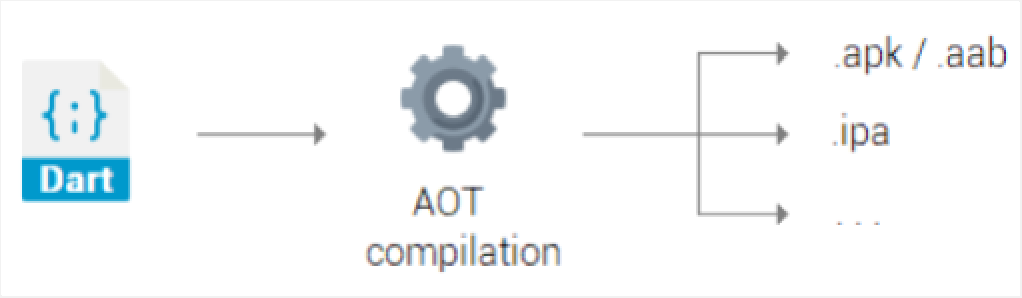 {;}
Dart
AOT
compilation
.apk / .aab
.ipa
...